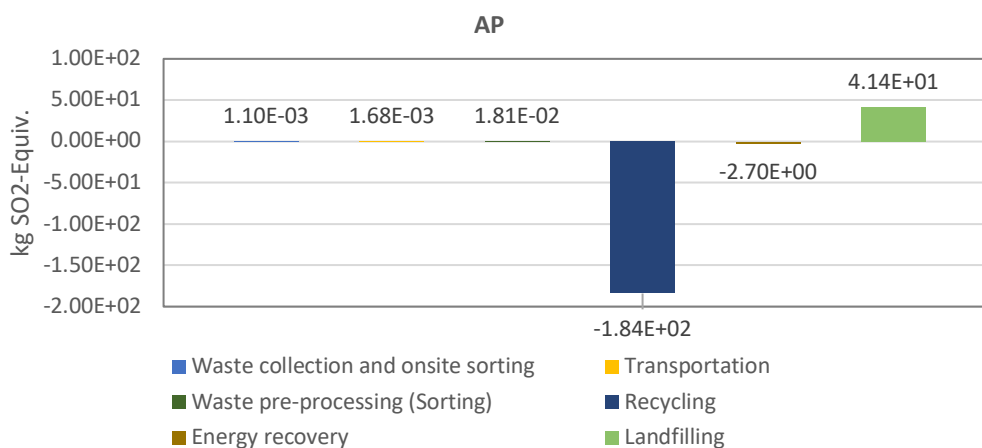 AP
1.00E+02
5.00E+01
0.00E+00
-5.00E+01
-1.00E+02
-1.50E+02
-2.00E+02
kg SO2-Equiv.
1.10E-03
1.68E-03
1.81E-02
-1.84E+02
-2.70E+00
4.14E+01
Waste collection and onsite sorting
Transportation
Waste pre-processing (Sorting)
Recycling
Energy recovery
Landfilling